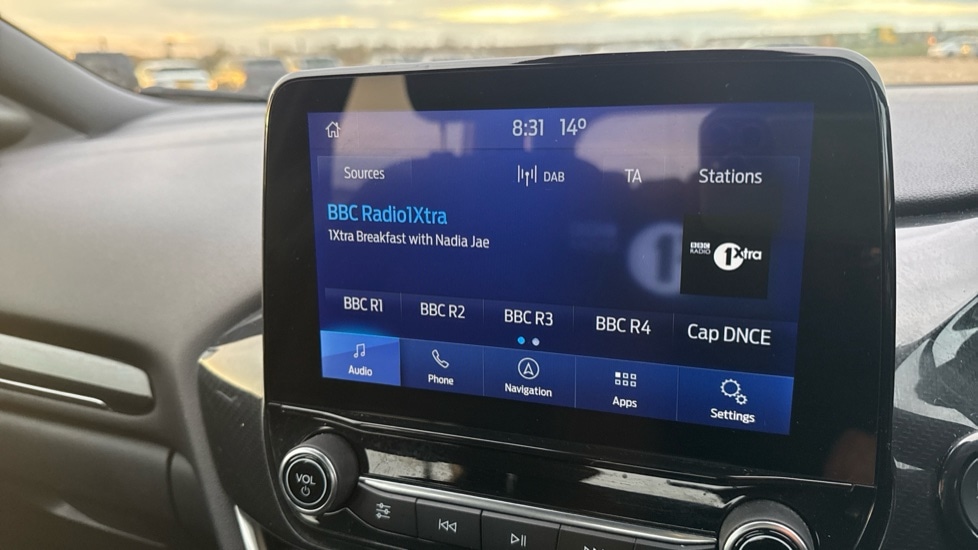 8:31 14°
Sources DAB TA Stations
BBC Radio1Xtra
1Xtra Breakfast with Nadia Jae
BBC RADIO 1Xtra
BBC R1 BBC R2 BBC R3 BBC R4 Cap DNCE
Audio Phone Navigation Apps Settings
VOL